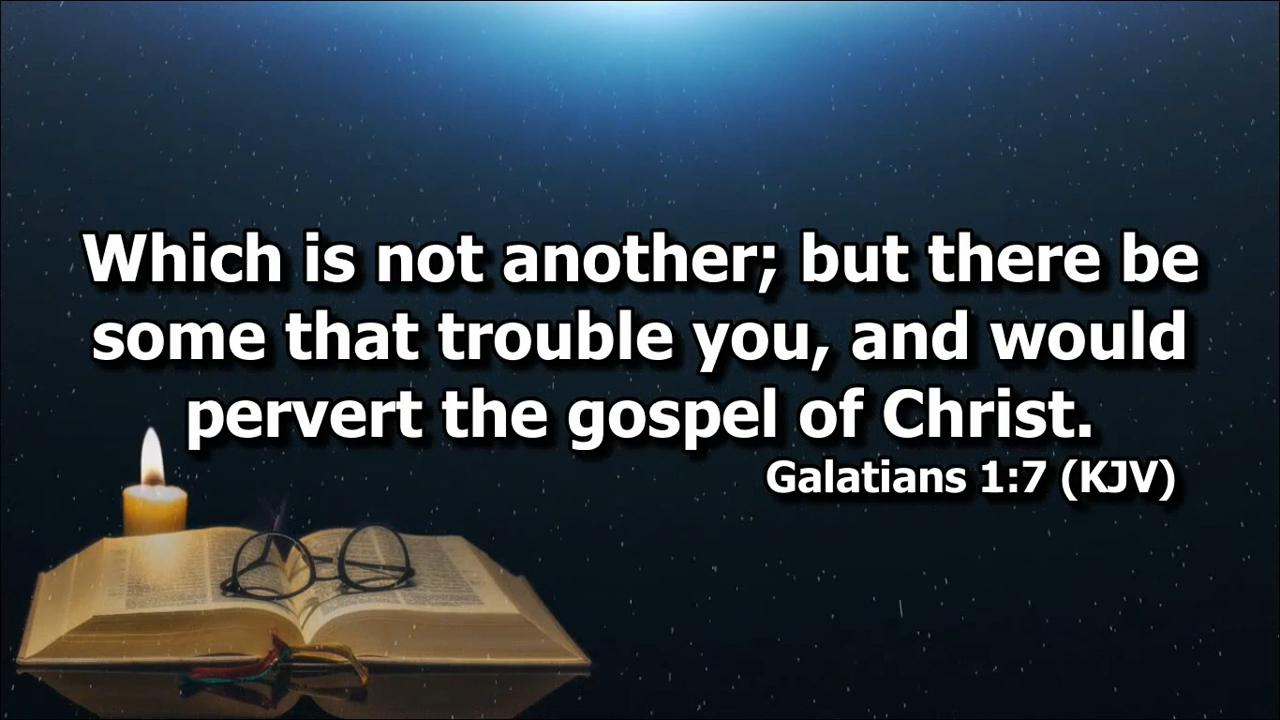 Which is not another; but there be
some that trouble you, and would
pervert the gospel of Christ.
Galatians 1:7 (KJV)